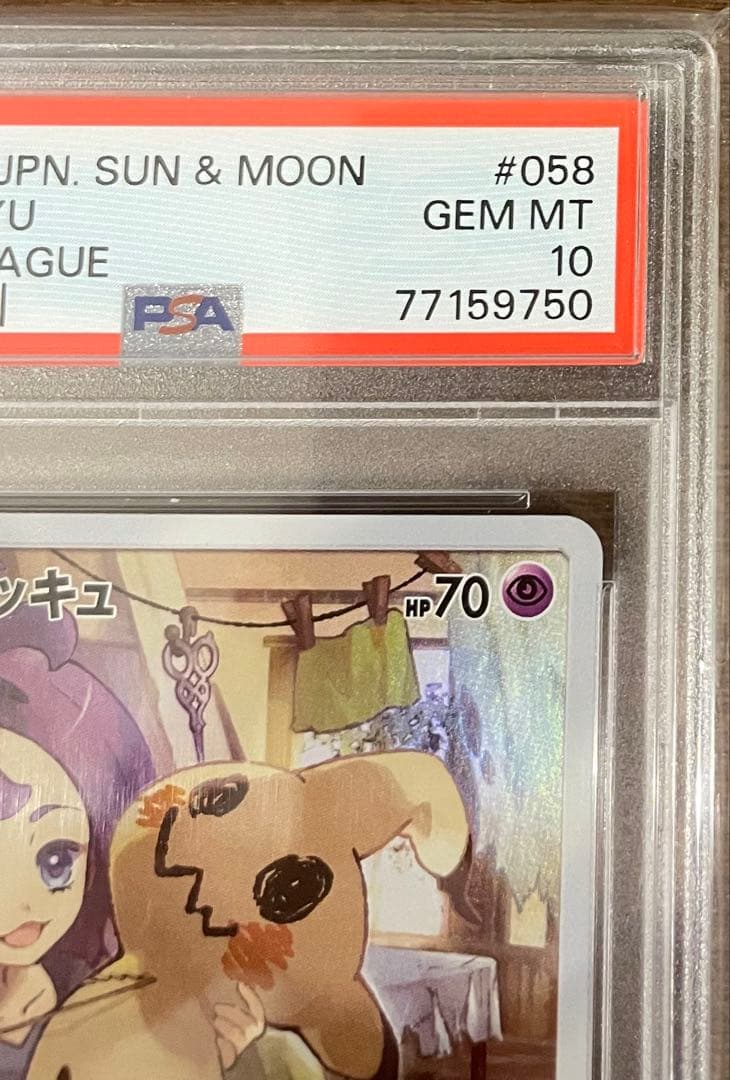 JPN. SUN & MOON #058
YU GEM MT
AGUE 10
PSA 77159750
ッキュ HP70